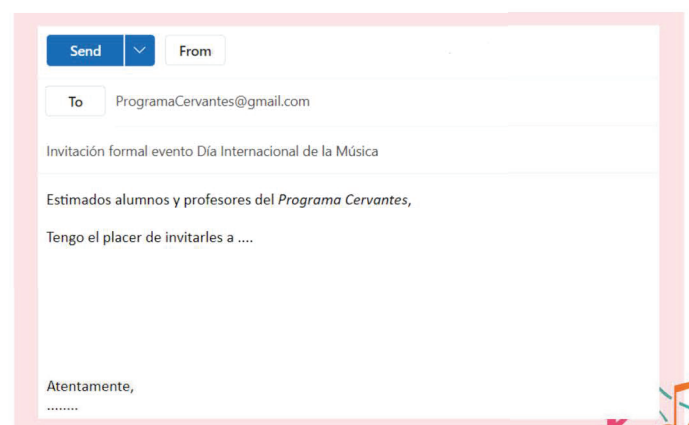 Send From
To ProgramaCervantes@gmail.com
Invitación formal evento Día Internacional de la Música
Estimados alumnos y profesores del Programa Cervantes,
Tengo el placer de invitarles a ....
Atentamente,
........